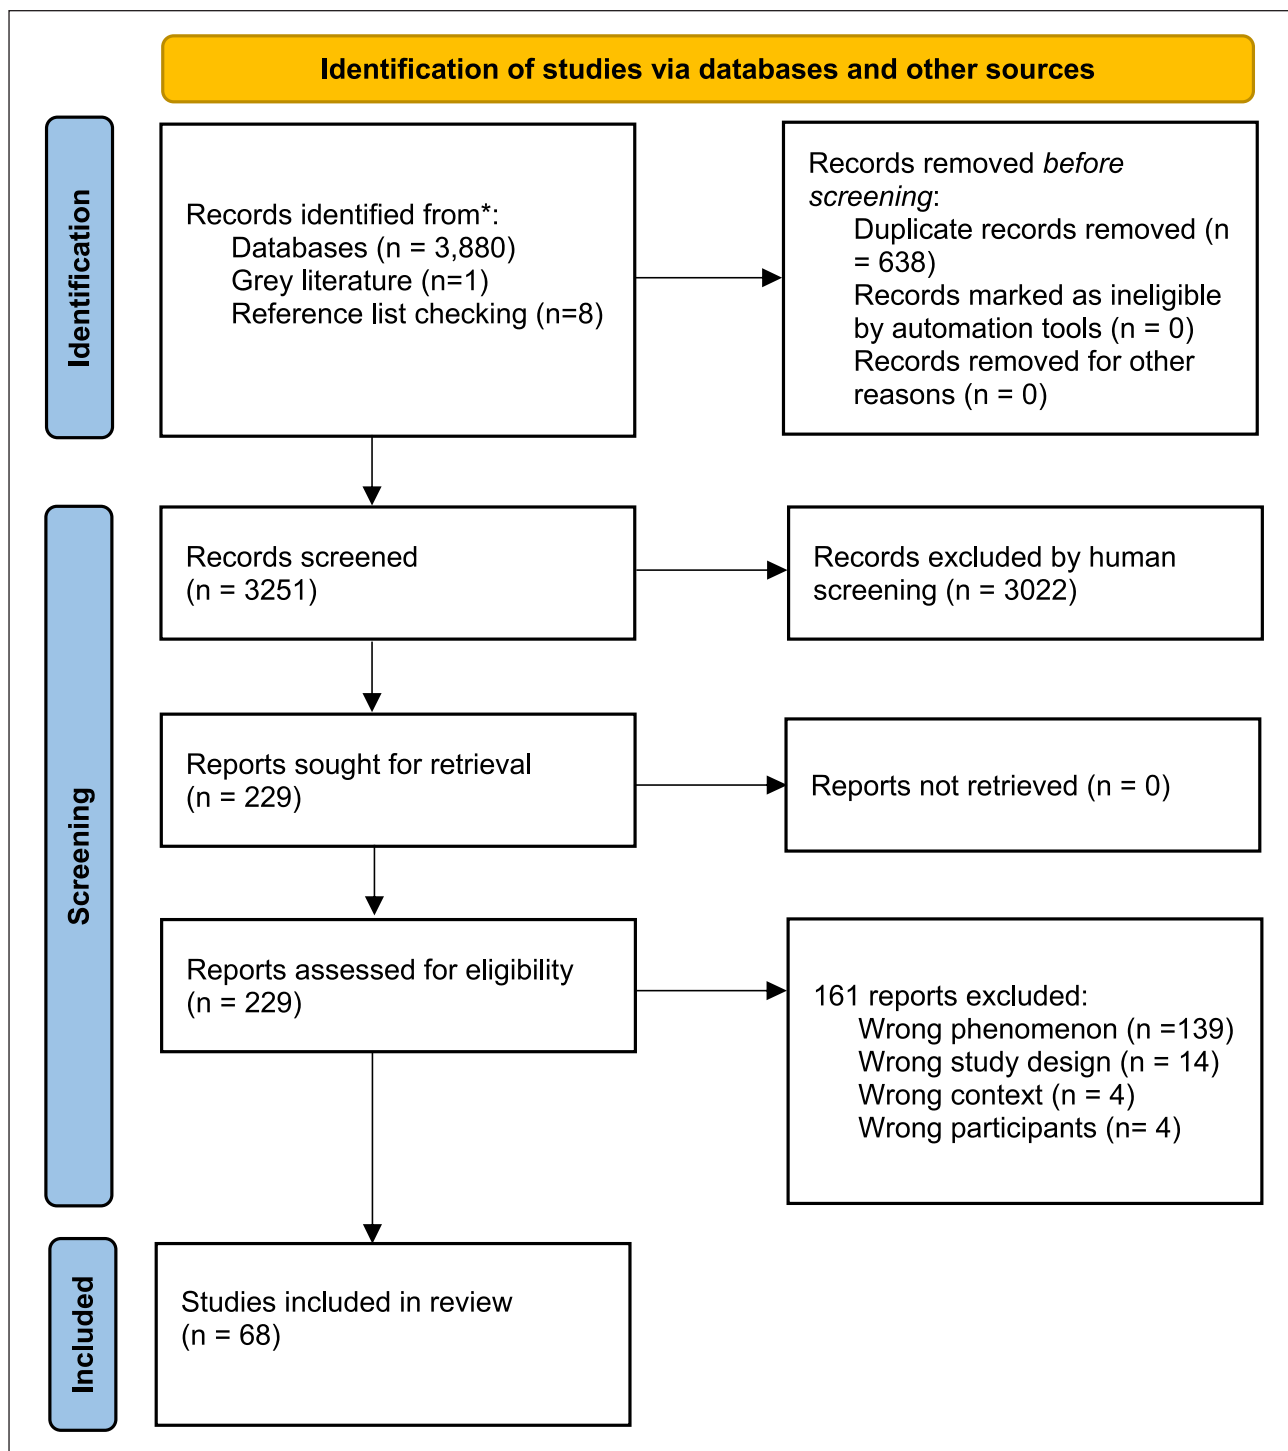 Identification of studies via databases and other sources
Identification
Records identified from*:
Databases (n = 3,880)
Grey literature (n=1)
Reference list checking (n=8)
Records removed before
screening:
Duplicate records removed (n
= 638)
Records marked as ineligible
by automation tools (n = 0)
Records removed for other
reasons (n = 0)
Screening
Records screened
(n = 3251)
Records excluded by human
screening (n = 3022)
Reports sought for retrieval
(n = 229)
Reports not retrieved (n = 0)
Reports assessed for eligibility
(n = 229)
161 reports excluded:
Wrong phenomenon (n =139)
Wrong study design (n = 14)
Wrong context (n = 4)
Wrong participants (n= 4)
Included
Studies included in review
(n = 68)